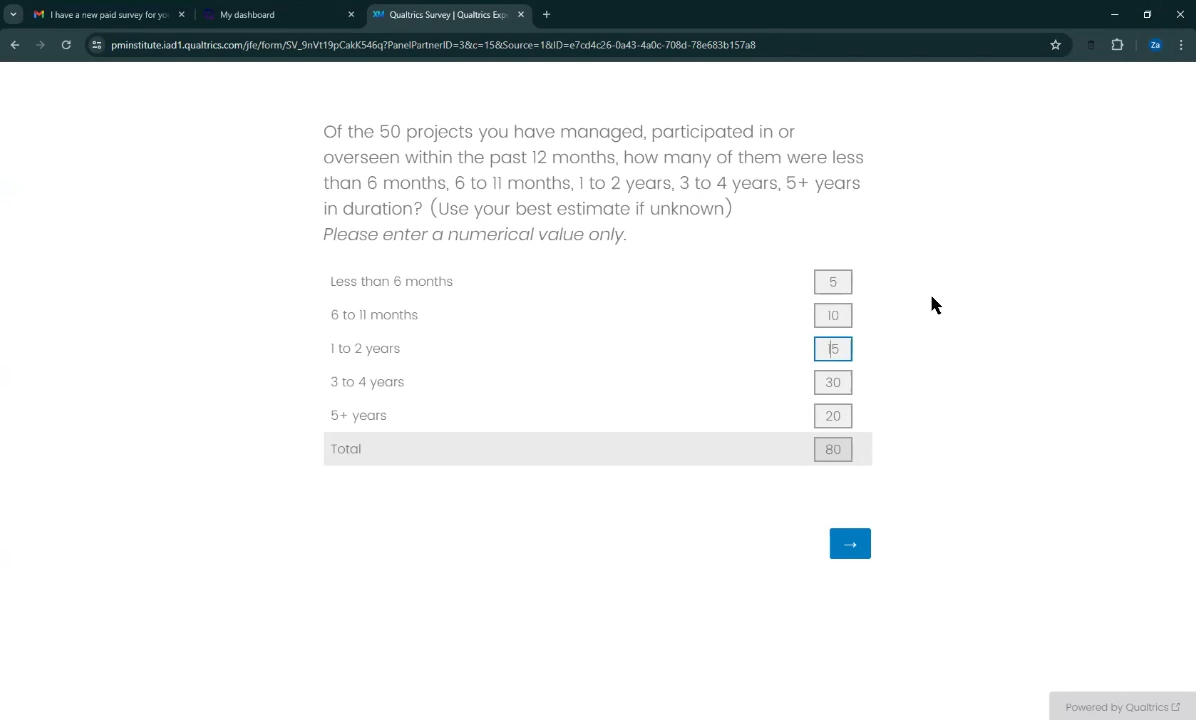 I have a new paid survey for yo
My dashboard
Qualtrics Survey | Qualtrics Exp
pminstitute.iad1.qualtrics.com/jfe/form/SV_9nVt19pCakK546q?PanelPartnerID=3&c=15&Source=1&ID=e7cd4c26-0a43-4a0c-708d-78e683b157a8
Za
Of the 50 projects you have managed, participated in or
overseen within the past 12 months, how many of them were less
than 6 months, 6 to 11 months, 1 to 2 years, 3 to 4 years, 5+ years
in duration? (Use your best estimate if unknown)
Please enter a numerical value only.
Less than 6 months 5
6 to 11 months 10
1 to 2 years 15
3 to 4 years 30
5+ years 20
Total 80
→
Powered by Qualtrics